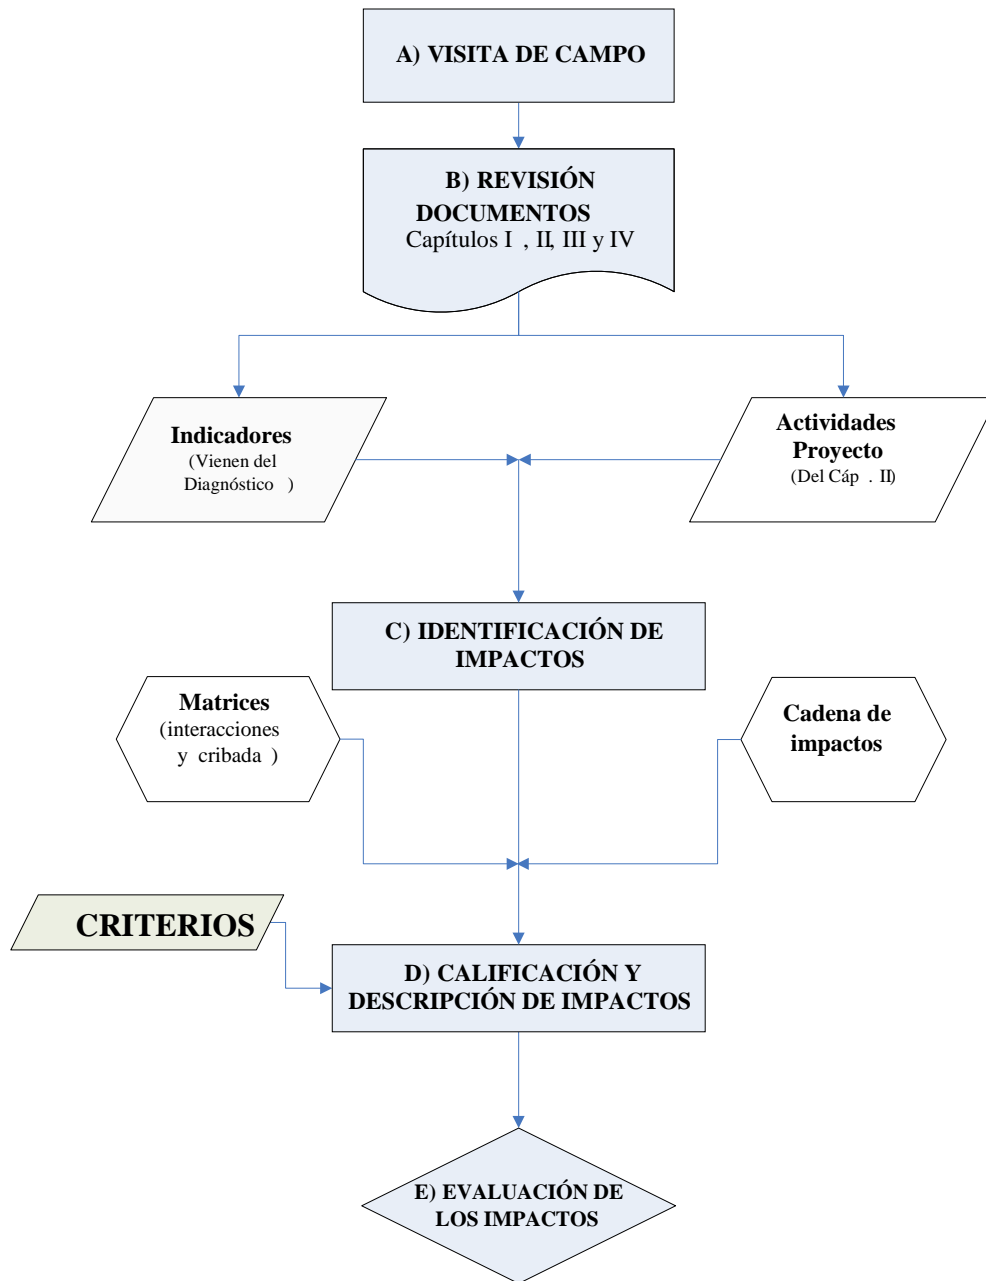 A) VISITA DE CAMPO
B) REVISIÓN
DOCUMENTOS
Capítulos I , II, III y IV
Indicadores
(Vienen del
Diagnóstico )
Actividades
Proyecto
(Del Cáp . II)
C) IDENTIFICACIÓN DE
IMPACTOS
Matrices
(interacciones
y cribada )
Cadena de
impactos
CRITERIOS
D) CALIFICACIÓN Y
DESCRIPCIÓN DE IMPACTOS
E) EVALUACIÓN DE
LOS IMPACTOS